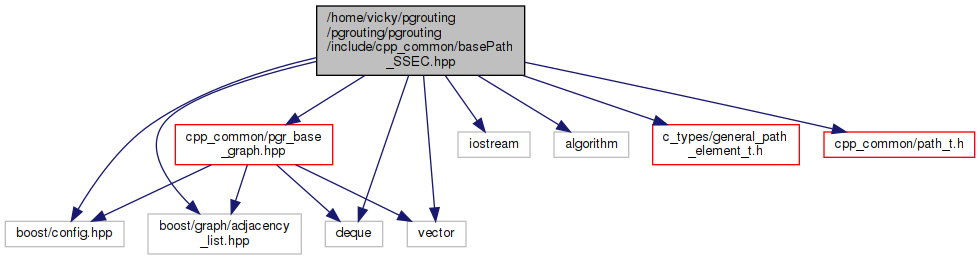 /home/vicky/pgrouting
/pgrouting/pgrouting
/include/cpp_common/basePath
_SSEC.hpp
cpp_common/pgr_base
_graph.hpp
iostream
algorithm
c_types/general_path
_element_t.h
cpp_common/path_t.h
boost/config.hpp
boost/graph/adjacency
_list.hpp
deque
vector